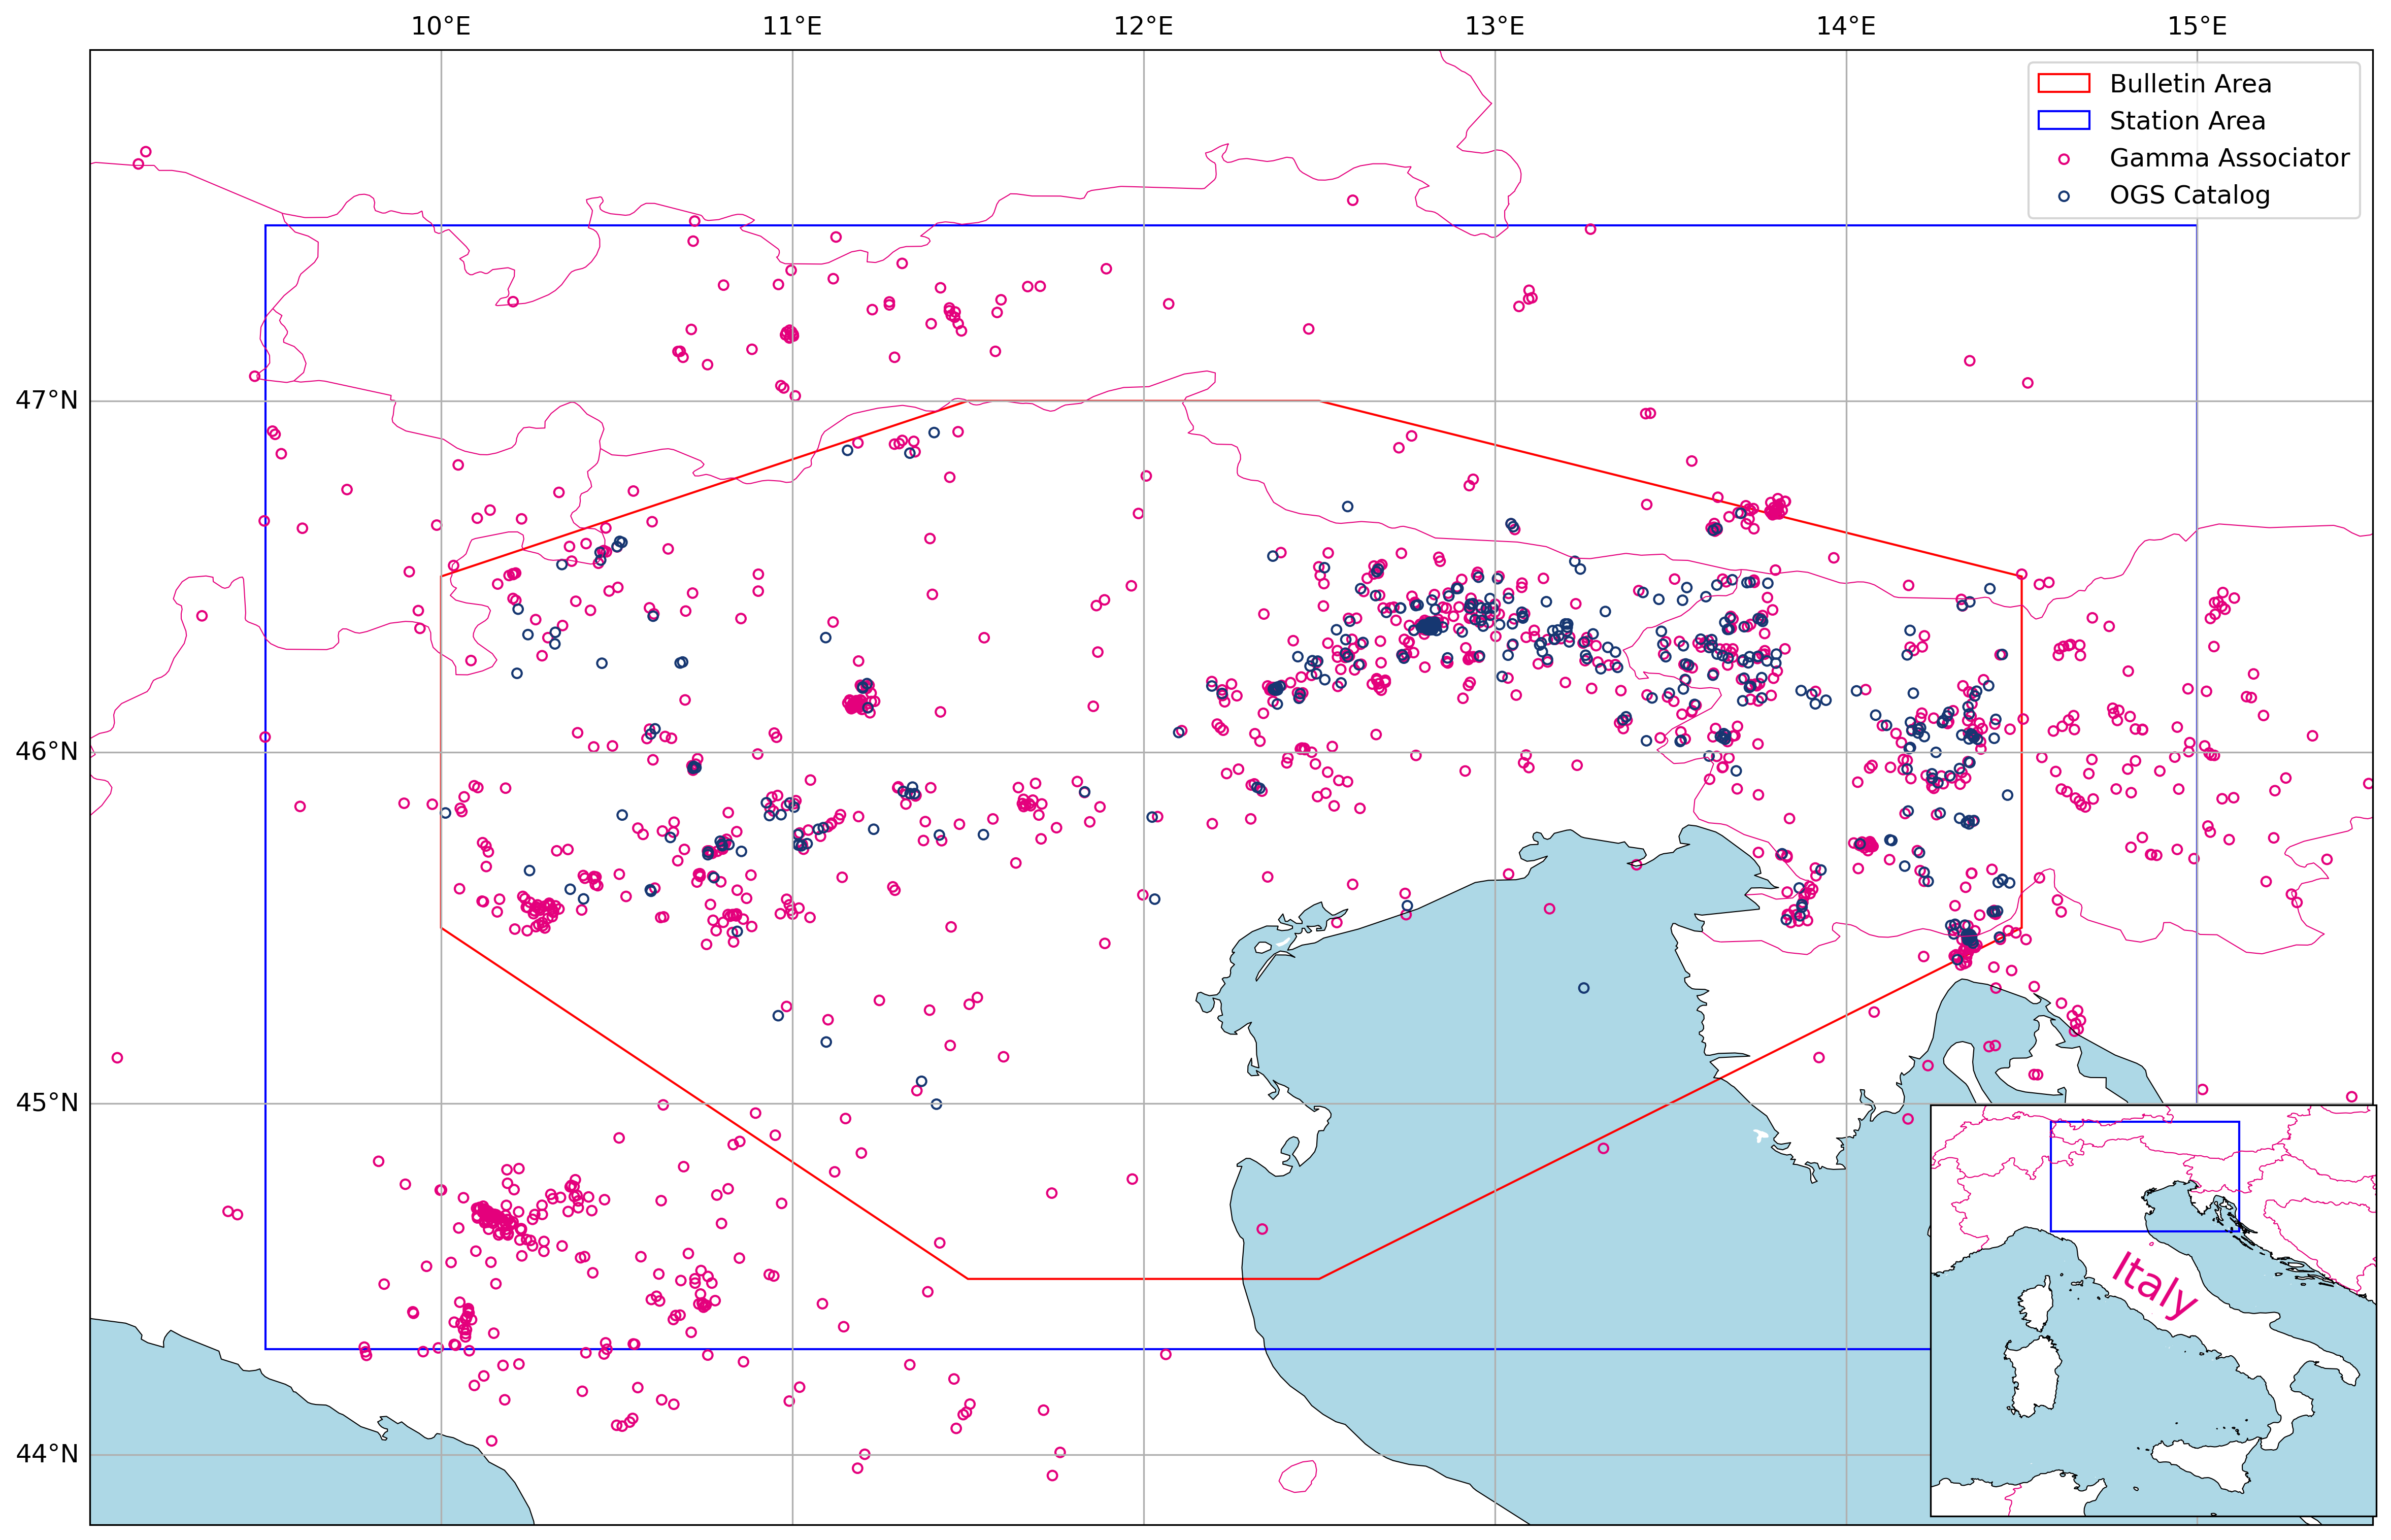 10°E 11°E 12°E 13°E 14°E 15°E
Bulletin Area
Station Area
Gamma Associator
OGS Catalog
47°N
46°N
45°N
44°N
Italy